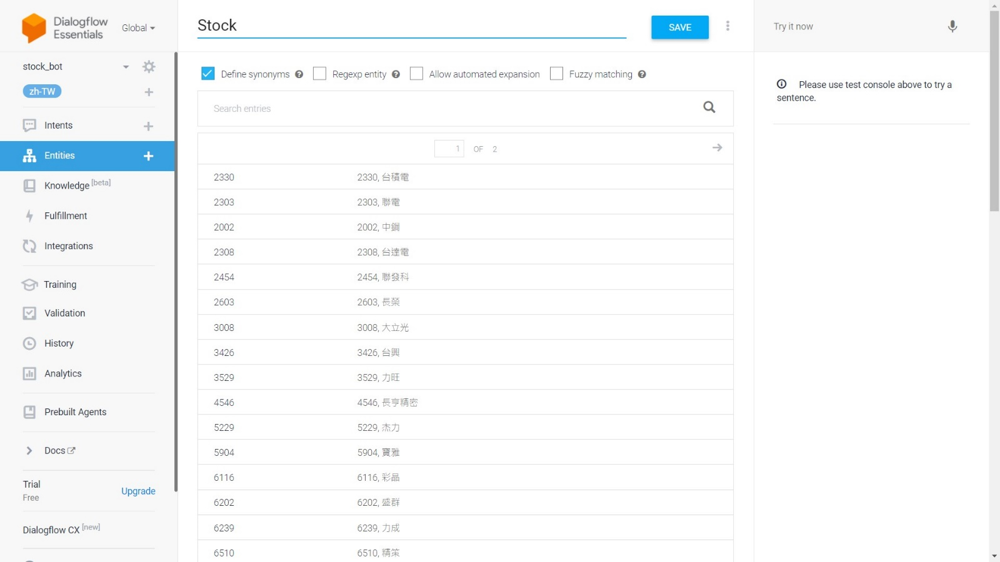 Dialogflow
Essentials
Global
stock_bot
zh-TW
Intents
Entities
Knowledge [beta]
Fulfillment
Integrations
Training
Validation
History
Analytics
Prebuilt Agents
Docs
Trial
Free
Upgrade
Dialogflow CX [new]
Stock
SAVE
Define synonyms
Regexp entity
Allow automated expansion
Fuzzy matching
Search entries
1 OF 2
2330 2330, 台積電
2303 2303, 聯電
2002 2002, 中鋼
2308 2308, 台達電
2454 2454, 聯發科
2603 2603, 長榮
3008 3008, 大立光
3426 3426, 台興
3529 3529, 力旺
4546 4546, 長亨精密
5229 5229, 杰力
5904 5904, 寶雅
6116 6116, 彩晶
6202 6202, 盛群
6239 6239, 力成
6510 6510, 精策
Try it now
Please use test console above to try a
sentence.